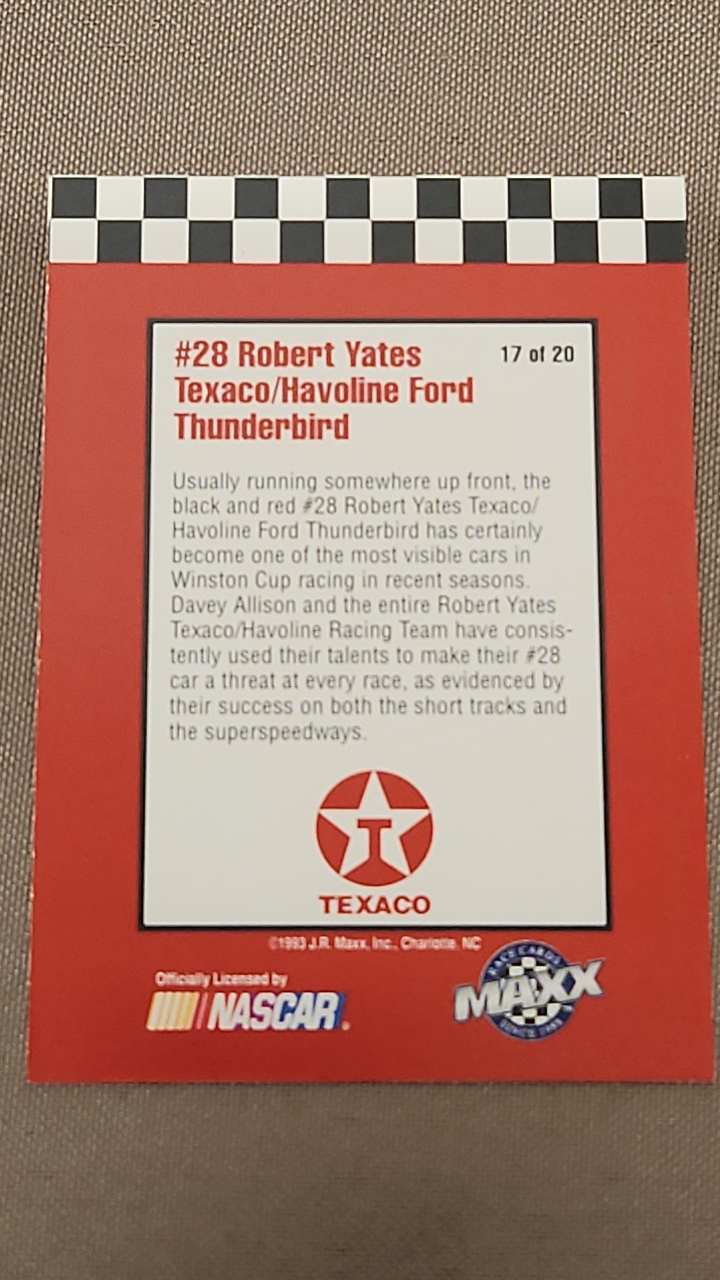 #28 Robert Yates
Texaco/Havoline Ford
Thunderbird
17 of 20
Usually running somewhere up front, the
black and red #28 Robert Yates Texaco/
Havoline Ford Thunderbird has certainly
become one of the most visible cars in
Winston Cup racing in recent seasons.
Davey Allison and the entire Robert Yates
Texaco/Havoline Racing Team have consis-
tently used their talents to make their #28
car a threat at every race, as evidenced by
their success on both the short tracks and
the superspeedways.
T
TEXACO
©1993 J.R. Maxx, Inc., Charlotte, NC
Officially Licensed by
NASCAR®
RACE CARDS
MAXX
SINCE 1988